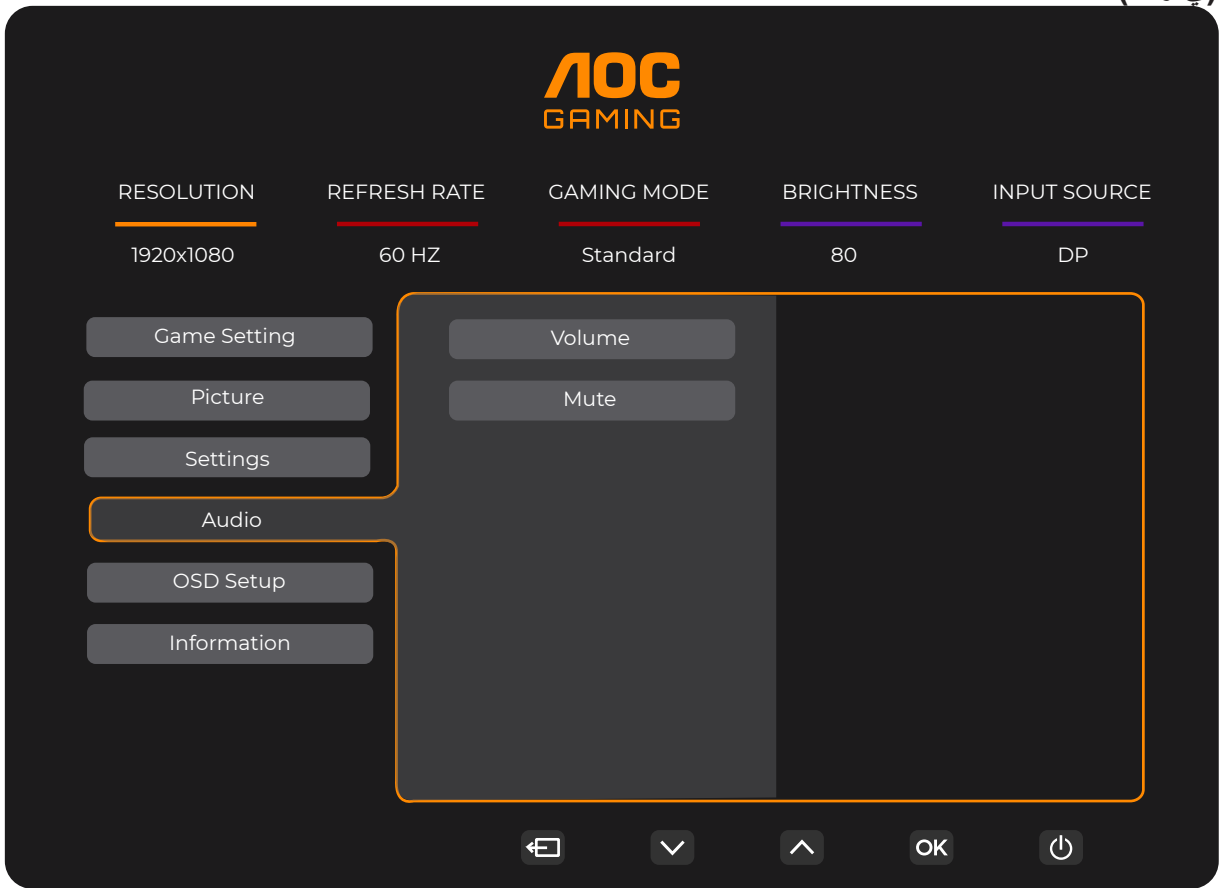 AOC
GAMING
RESOLUTION REFRESH RATE GAMING MODE BRIGHTNESS INPUT SOURCE
1920x1080 60 HZ Standard 80 DP
Game Setting Volume
Picture Mute
Settings
Audio
OSD Setup
Information
OK